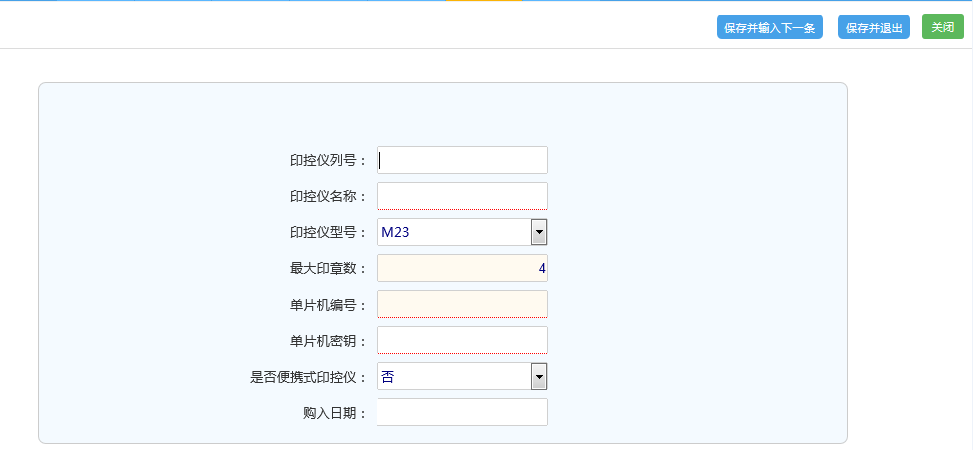 保存并输入下一条 保存并退出 关闭
印控仪列号：
印控仪名称：
印控仪型号： M23
最大印章数： 4
单片机编号：
单片机密钥：
是否便携式印控仪： 否
购入日期：